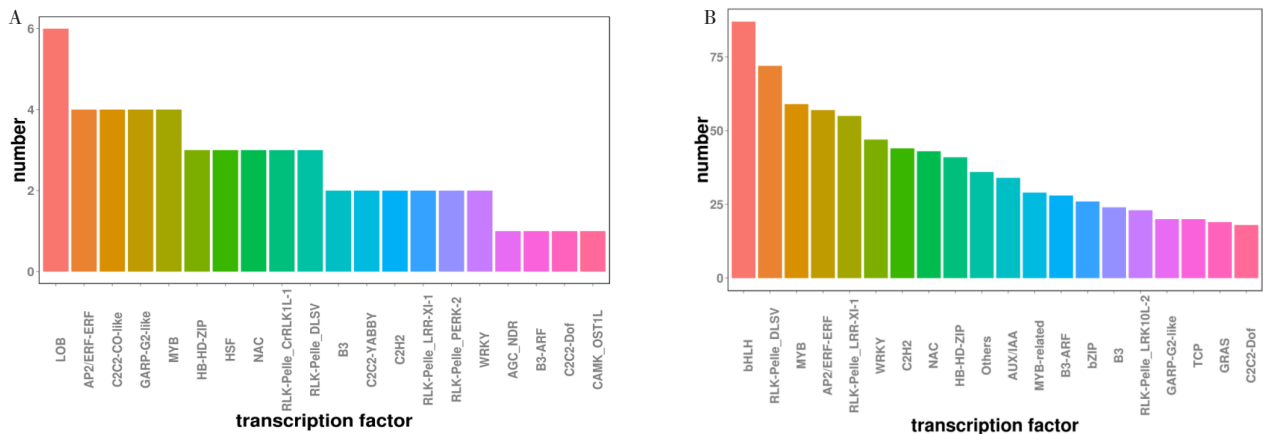 A
number
6
4
2
0
LOB
AP2/ERF-ERF
C2C2-CO-like
GARP-G2-like
MYB
HB-HD-ZIP
HSF
NAC
RLK-Pelle_CrRLK1L-1
RLK-Pelle_DLSV
B3
C2C2-YABBY
C2H2
RLK-Pelle_LRR-XI-1
RLK-Pelle_PERK-2
WRKY
AGC_NDR
B3-ARF
C2C2-Dof
CAMK_OST1L
transcription factor
B
number
75
50
25
0
bHLH
RLK-Pelle_DLSV
MYB
AP2/ERF-ERF
RLK-Pelle_LRR-XI-1
WRKY
C2H2
NAC
HB-HD-ZIP
Others
AUX/IAA
MYB-related
B3-ARF
bZIP
B3
RLK-Pelle_LRK10L-2
GARP-G2-like
TCP
GRAS
C2C2-Dof
transcription factor